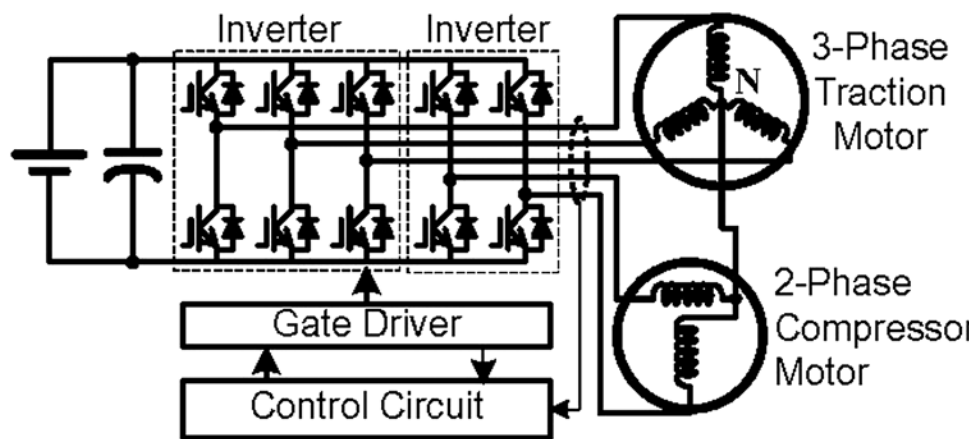 Inverter
Inverter
3-Phase
Traction
Motor
N
2-Phase
Compressor
Motor
Gate Driver
Control Circuit